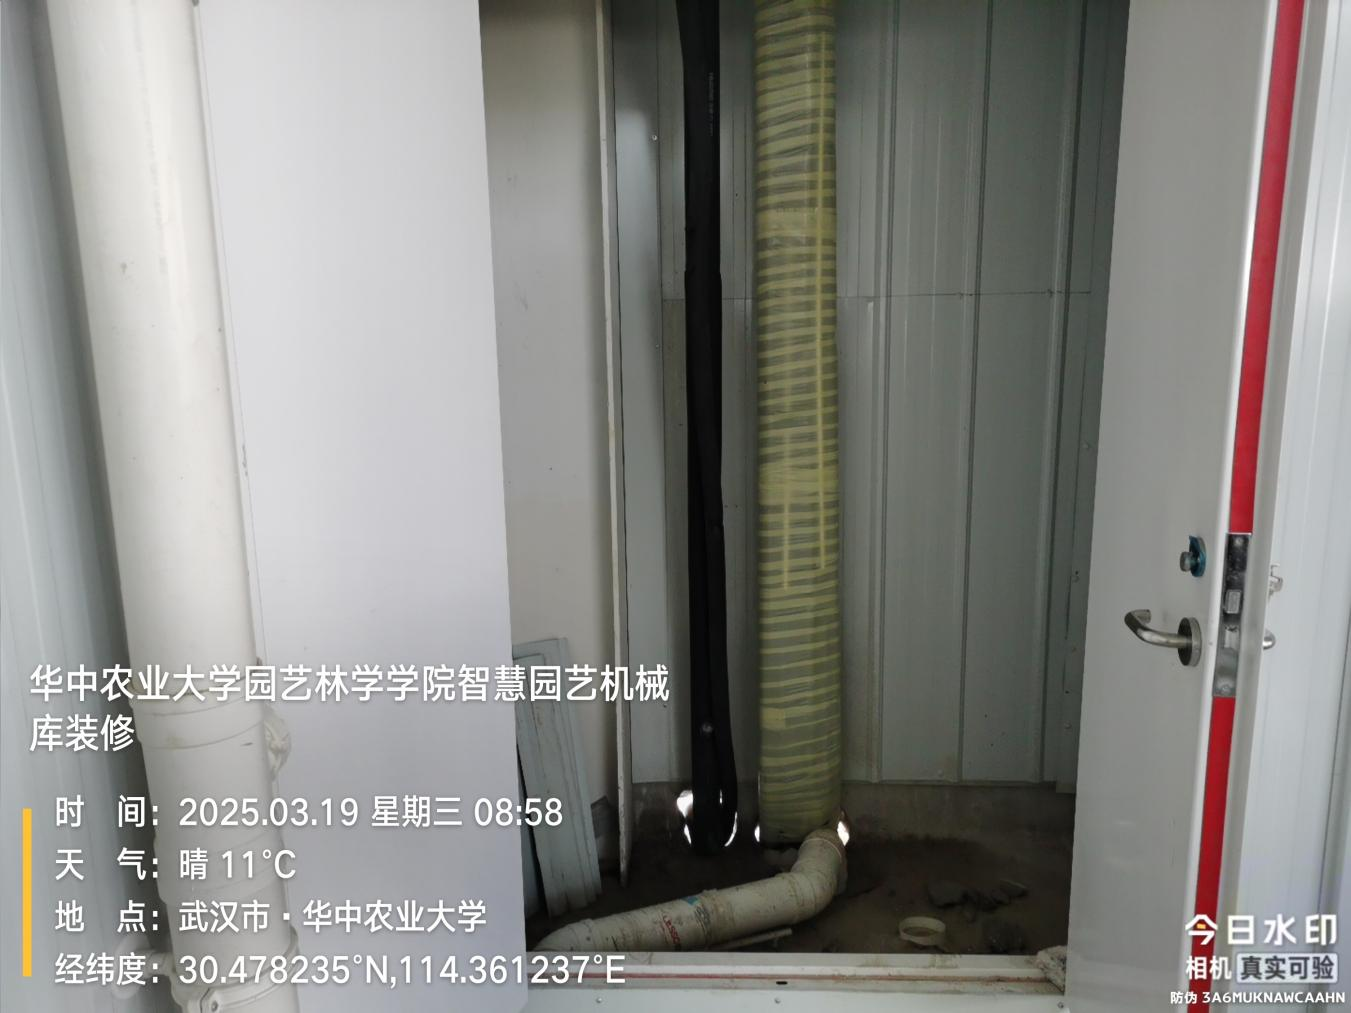 华中农业大学园艺林学学院智慧园艺机械
库装修
时 间：2025.03.19 星期三 08:58
天 气：晴 11°C
地 点：武汉市·华中农业大学
经纬度：30.478235°N,114.361237°E
今日水印
相机 真实可验
防伪 3A6MUKNAWCAAHN